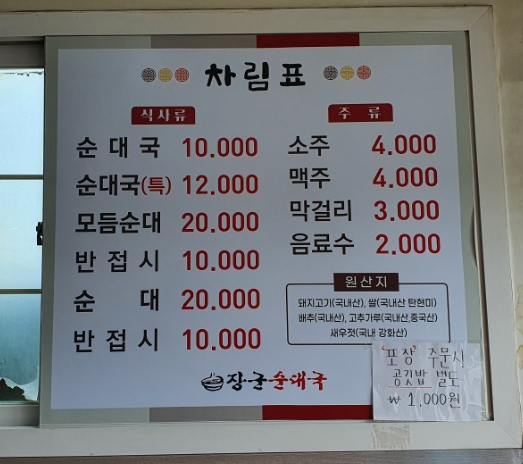 차림표
식사류
순대국 10.000
순대국(특) 12.000
모듬순대 20.000
반접시 10.000
순대 20.000
반접시 10.000
주류
소주 4.000
맥주 4.000
막걸리 3.000
음료수 2.000
원산지
돼지고기(국내산), 쌀(국내산 탄현미)
배추(국내산), 고추가루(국내산,중국산)
새우젓(국내 강화산)
장군순대국
"포장" 주문시
공깃밥 별도
₩ 1,000원